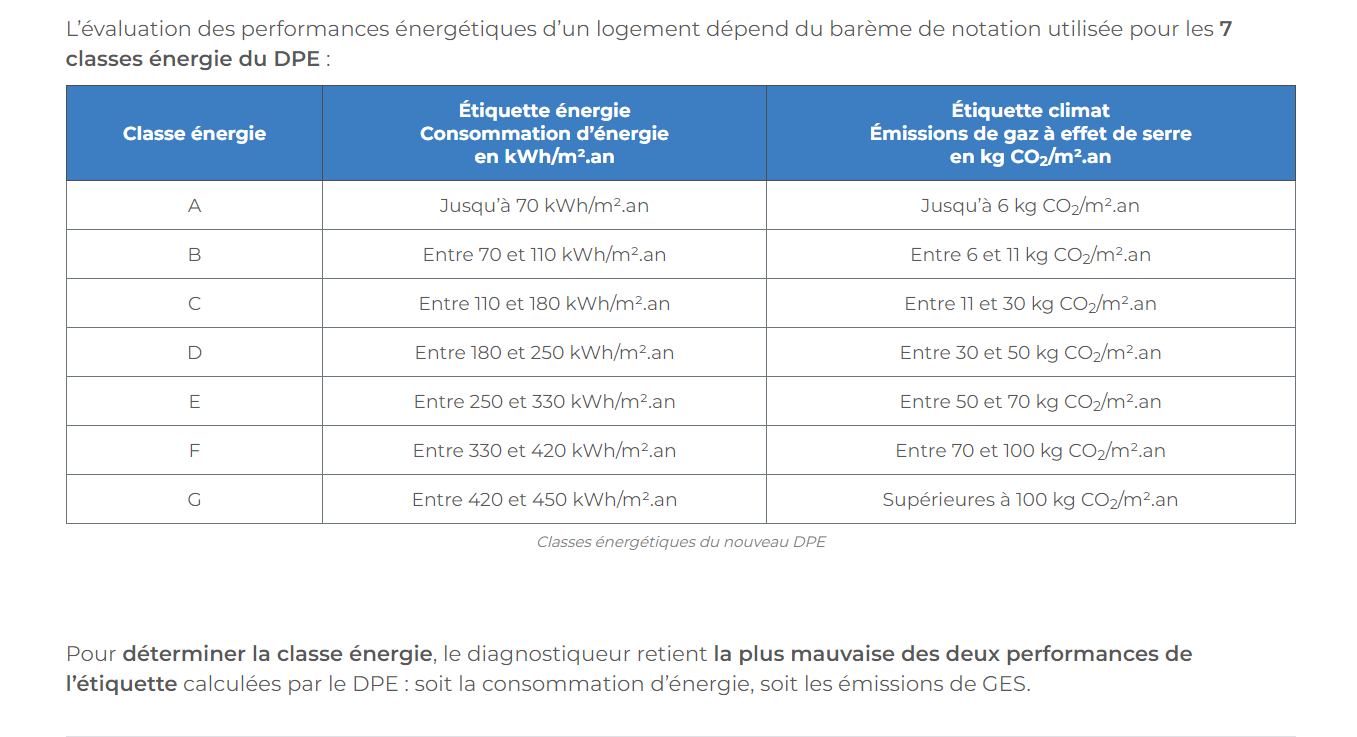 L’évaluation des performances énergétiques d’un logement dépend du barème de notation utilisée pour les 7
classes énergie du DPE :
Classe énergie
Étiquette énergie
Consommation d’énergie
en kWh/m².an
Étiquette climat
Émissions de gaz à effet de serre
en kg CO₂/m².an
A
Jusqu’à 70 kWh/m².an
Jusqu’à 6 kg CO₂/m².an
B
Entre 70 et 110 kWh/m².an
Entre 6 et 11 kg CO₂/m².an
C
Entre 110 et 180 kWh/m².an
Entre 11 et 30 kg CO₂/m².an
D
Entre 180 et 250 kWh/m².an
Entre 30 et 50 kg CO₂/m².an
E
Entre 250 et 330 kWh/m².an
Entre 50 et 70 kg CO₂/m².an
F
Entre 330 et 420 kWh/m².an
Entre 70 et 100 kg CO₂/m².an
G
Entre 420 et 450 kWh/m².an
Supérieures à 100 kg CO₂/m².an
Classes énergétiques du nouveau DPE
Pour déterminer la classe énergie, le diagnostiqueur retient la plus mauvaise des deux performances de
l’étiquette calculées par le DPE : soit la consommation d’énergie, soit les émissions de GES.